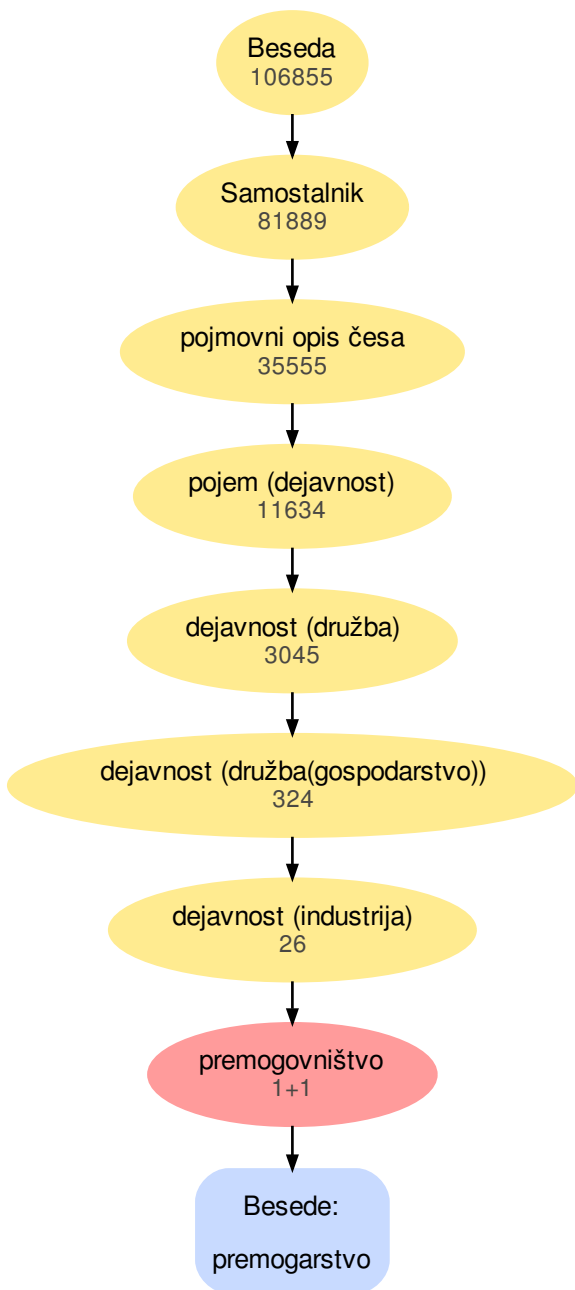 Beseda
106855
Samostalnik
81889
pojmovni opis česa
35555
pojem (dejavnost)
11634
dejavnost (družba)
3045
dejavnost (družba(gospodarstvo))
324
dejavnost (industrija)
26
premogovništvo
1+1
Besede:
premogarstvo